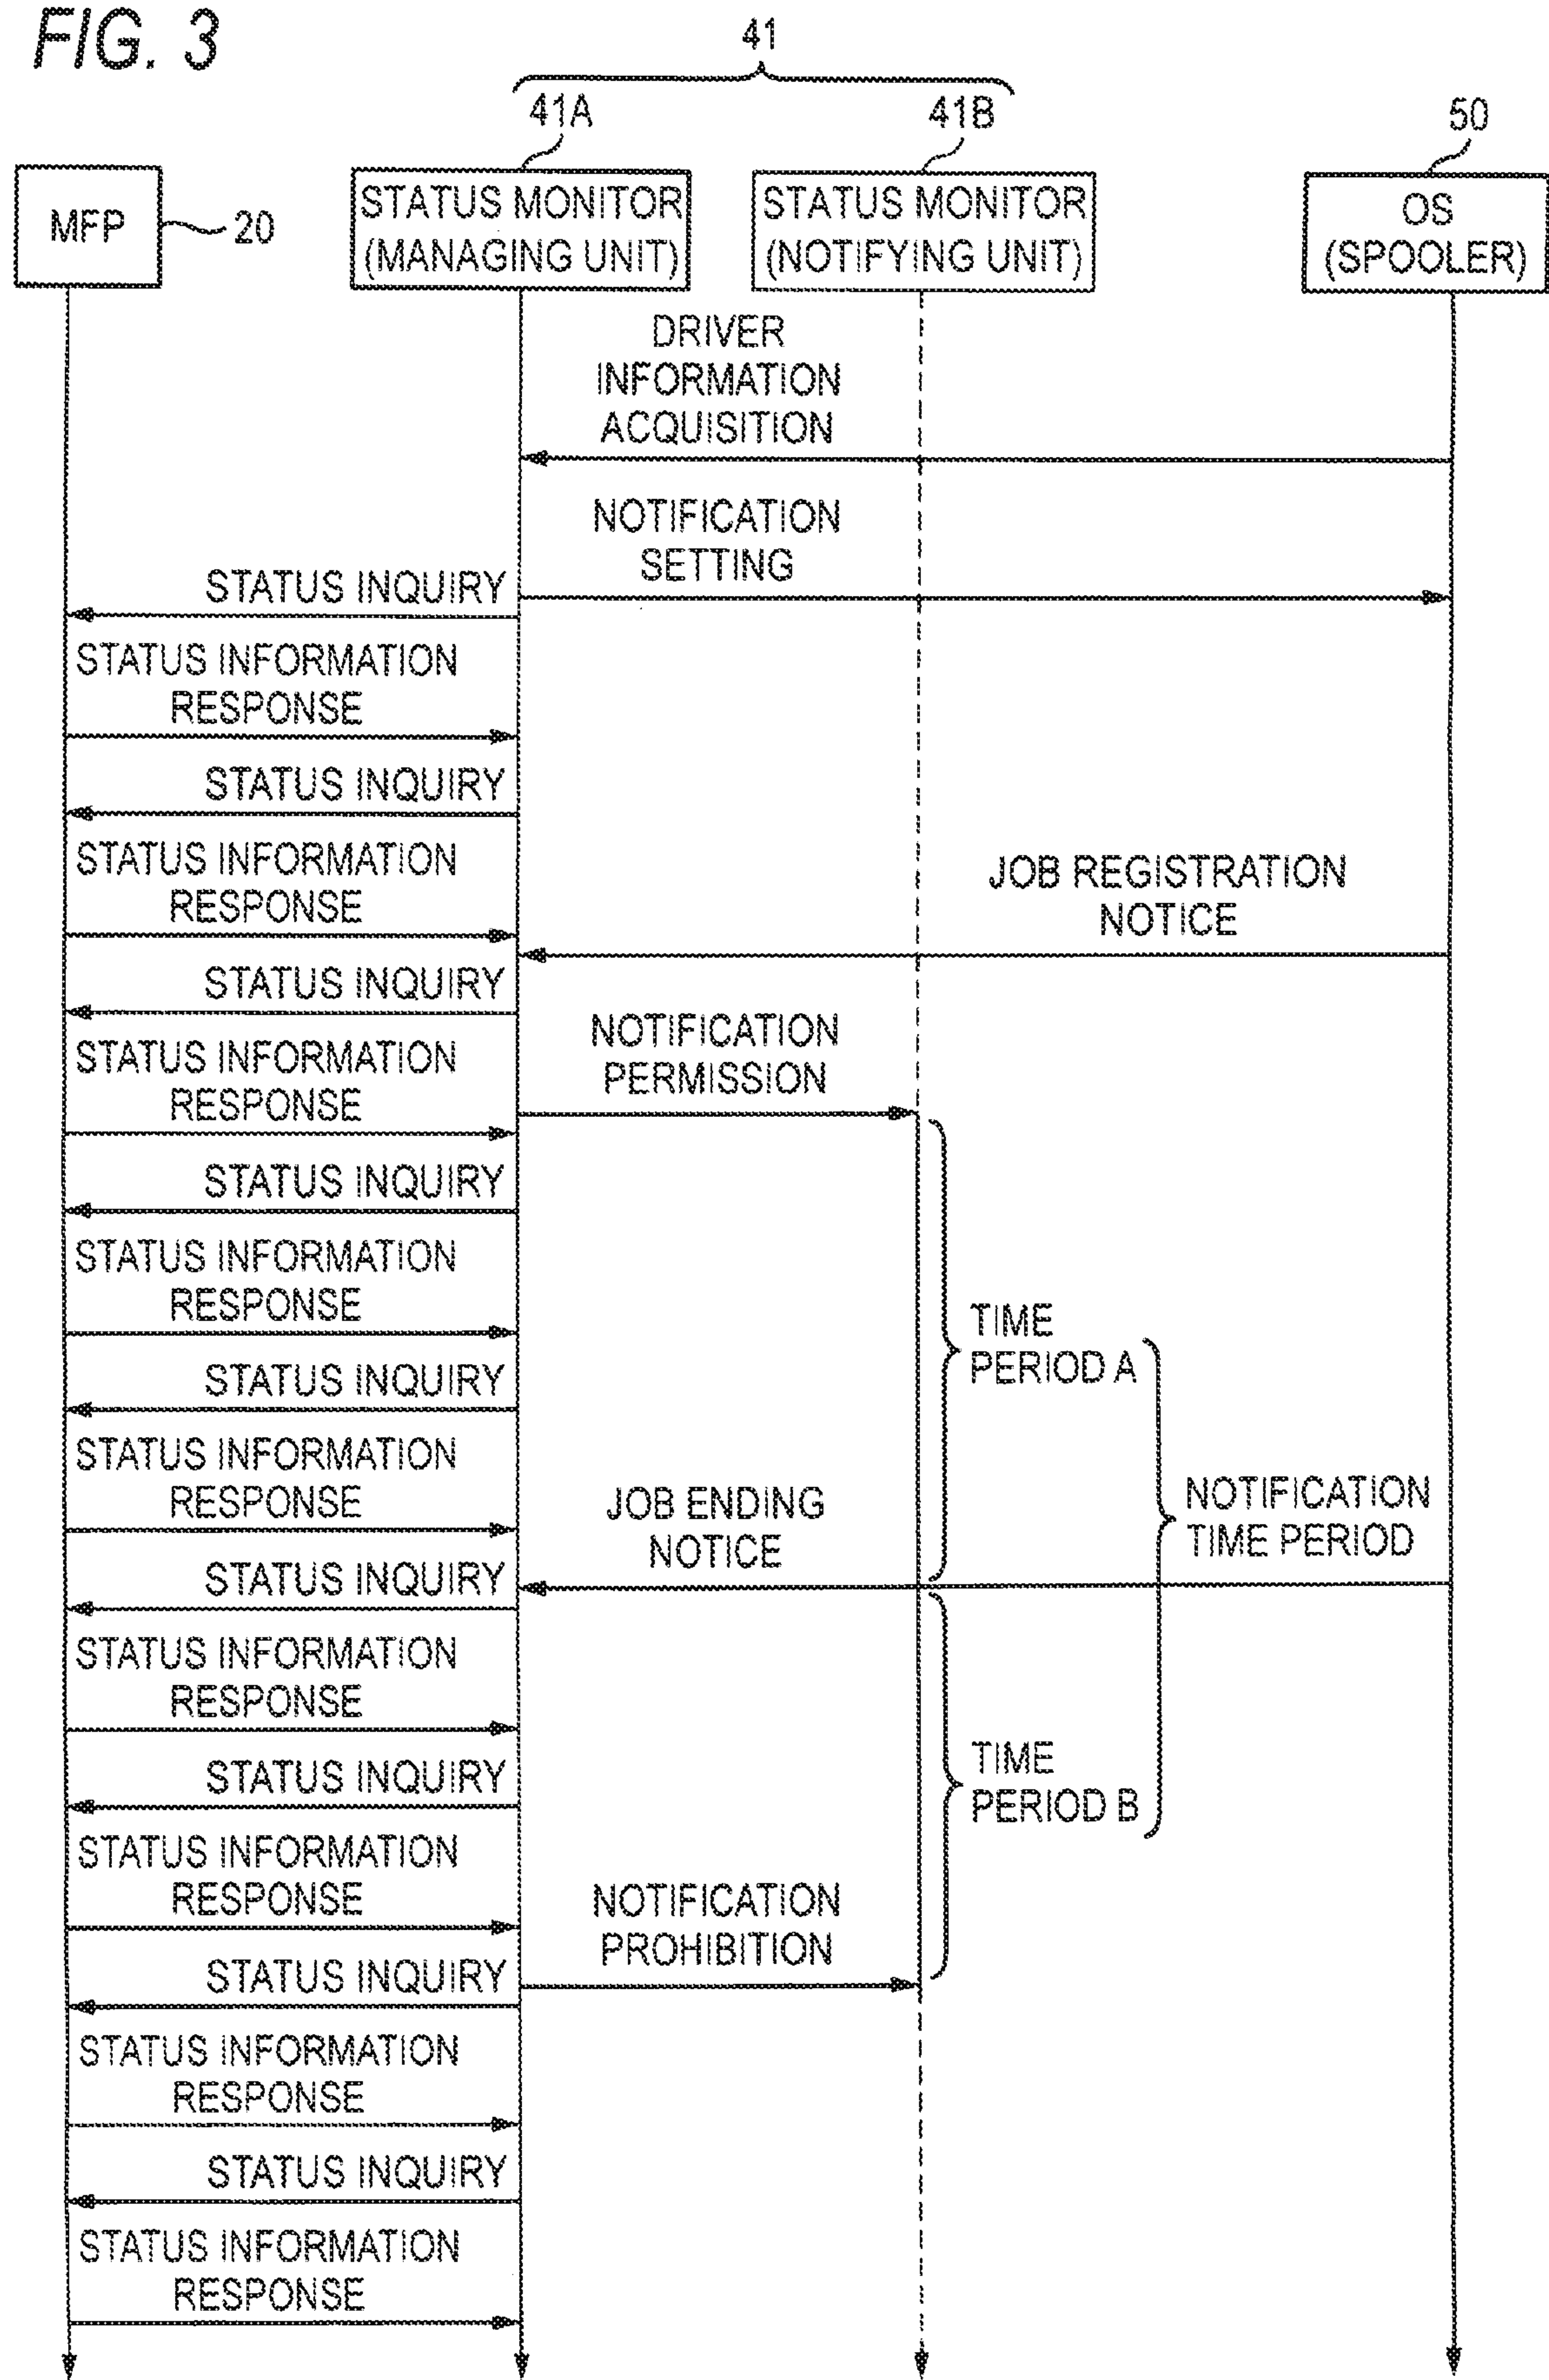 FIG. 3
41
41A
41B
50
MFP
20
STATUS MONITOR
(MANAGING UNIT)
STATUS MONITOR
(NOTIFYING UNIT)
OS
(SPOOLER)
DRIVER
INFORMATION
ACQUISITION
NOTIFICATION
SETTING
STATUS INQUIRY
STATUS INFORMATION
RESPONSE
STATUS INQUIRY
STATUS INFORMATION
RESPONSE
JOB REGISTRATION
NOTICE
STATUS INQUIRY
NOTIFICATION
PERMISSION
STATUS INFORMATION
RESPONSE
STATUS INQUIRY
STATUS INFORMATION
RESPONSE
TIME
PERIOD A
STATUS INQUIRY
STATUS INFORMATION
RESPONSE
JOB ENDING
NOTICE
NOTIFICATION
TIME PERIOD
STATUS INQUIRY
STATUS INFORMATION
RESPONSE
STATUS INQUIRY
TIME
PERIOD B
STATUS INFORMATION
RESPONSE
NOTIFICATION
PROHIBITION
STATUS INQUIRY
STATUS INFORMATION
RESPONSE
STATUS INQUIRY
STATUS INFORMATION
RESPONSE